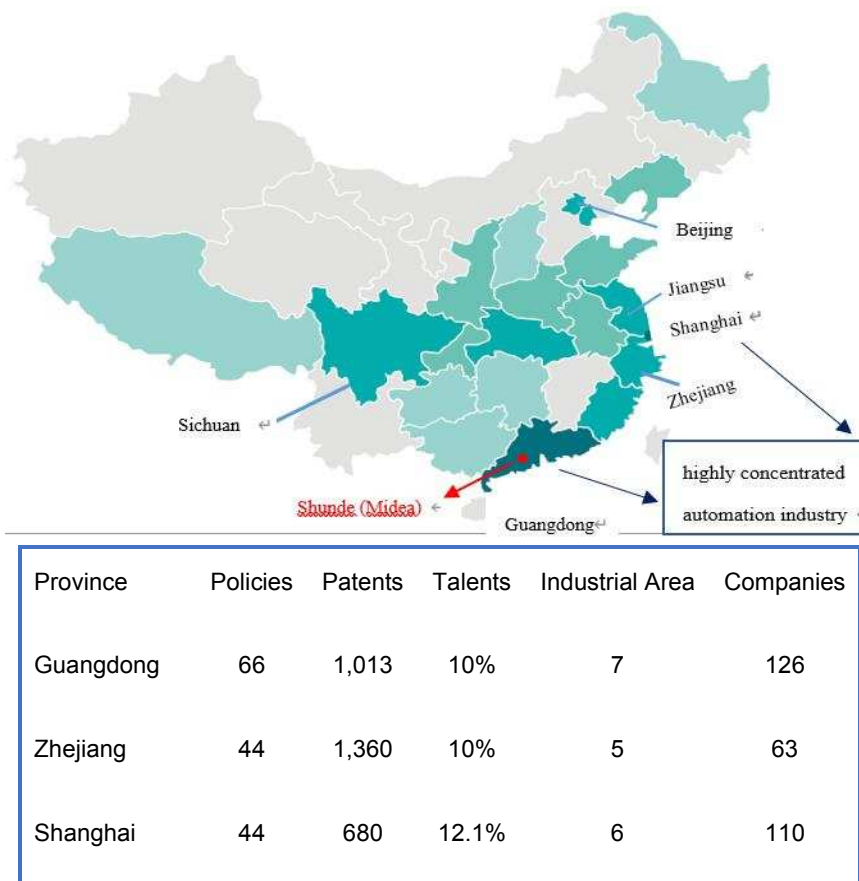 Beijing
Jiangsu ↵
Shanghai ↵
Zhejiang
Sichuan ↵
highly concentrated
automation industry
Shunde (Midea) ↵
Guangdong↵
Province Policies Patents Talents Industrial Area Companies
Guangdong 66 1,013 10% 7 126
Zhejiang 44 1,360 10% 5 63
Shanghai 44 680 12.1% 6 110